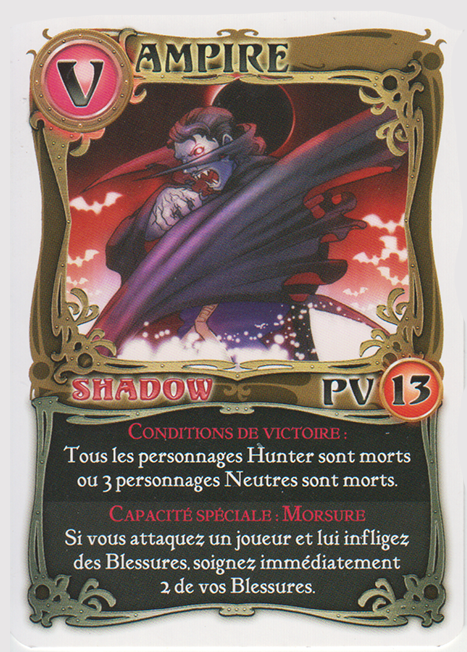 VAMPIRE
SHADOW PV 13
CONDITIONS DE VICTOIRE :
Tous les personnages Hunter sont morts
ou 3 personnages Neutres sont morts.
CAPACITÉ SPÉCIALE : MORSURE
Si vous attaquez un joueur et lui infligez
des Blessures, soignez immédiatement
2 de vos Blessures.